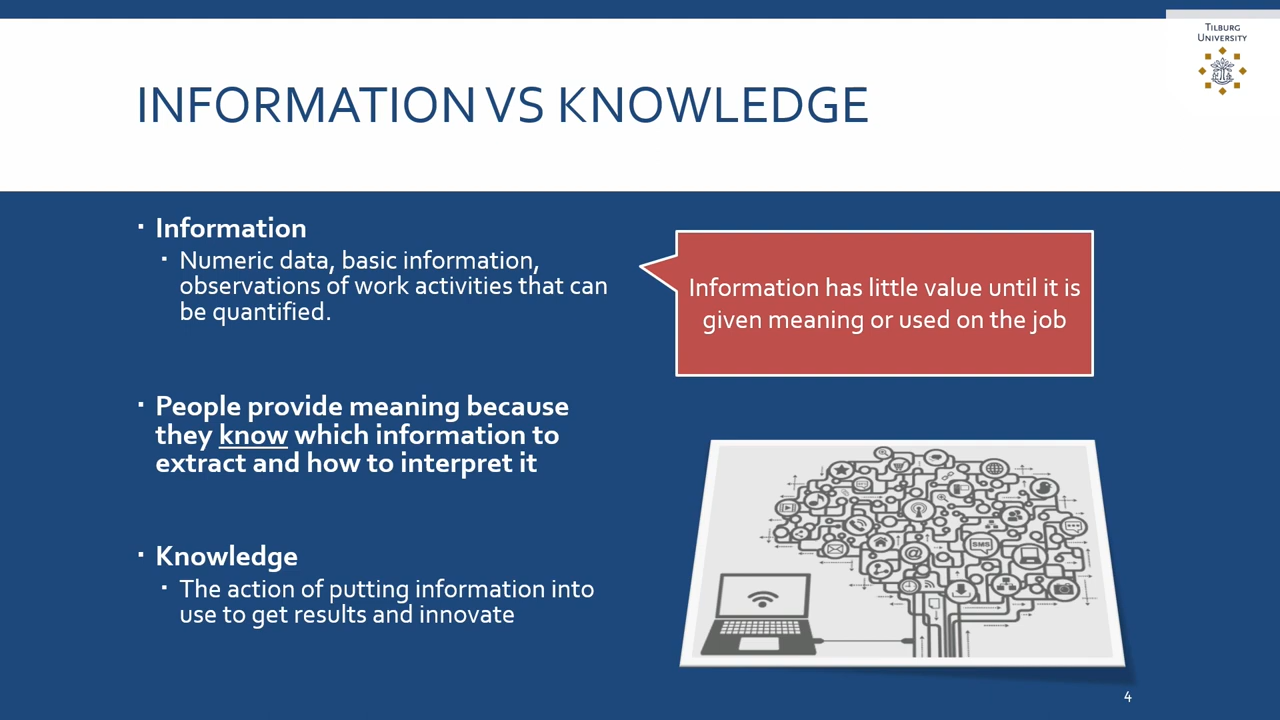 TILBURG
UNIVERSITY
INFORMATION VS KNOWLEDGE
▪ Information
▪ Numeric data, basic information,
observations of work activities that can
be quantified.
Information has little value until it is
given meaning or used on the job
▪ People provide meaning because
they know which information to
extract and how to interpret it
▪ Knowledge
▪ The action of putting information into
use to get results and innovate
SMS
@
4